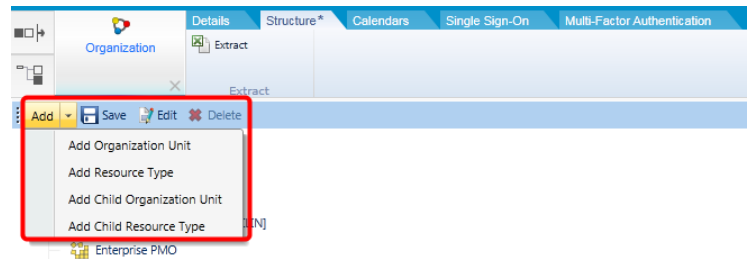 Details Structure* Calendars Single Sign-On Multi-Factor Authentication
Organization
Extract
Extract
Add Save Edit Delete
Add Organization Unit
Add Resource Type
Add Child Organization Unit
Add Child Resource Type
Enterprise PMO